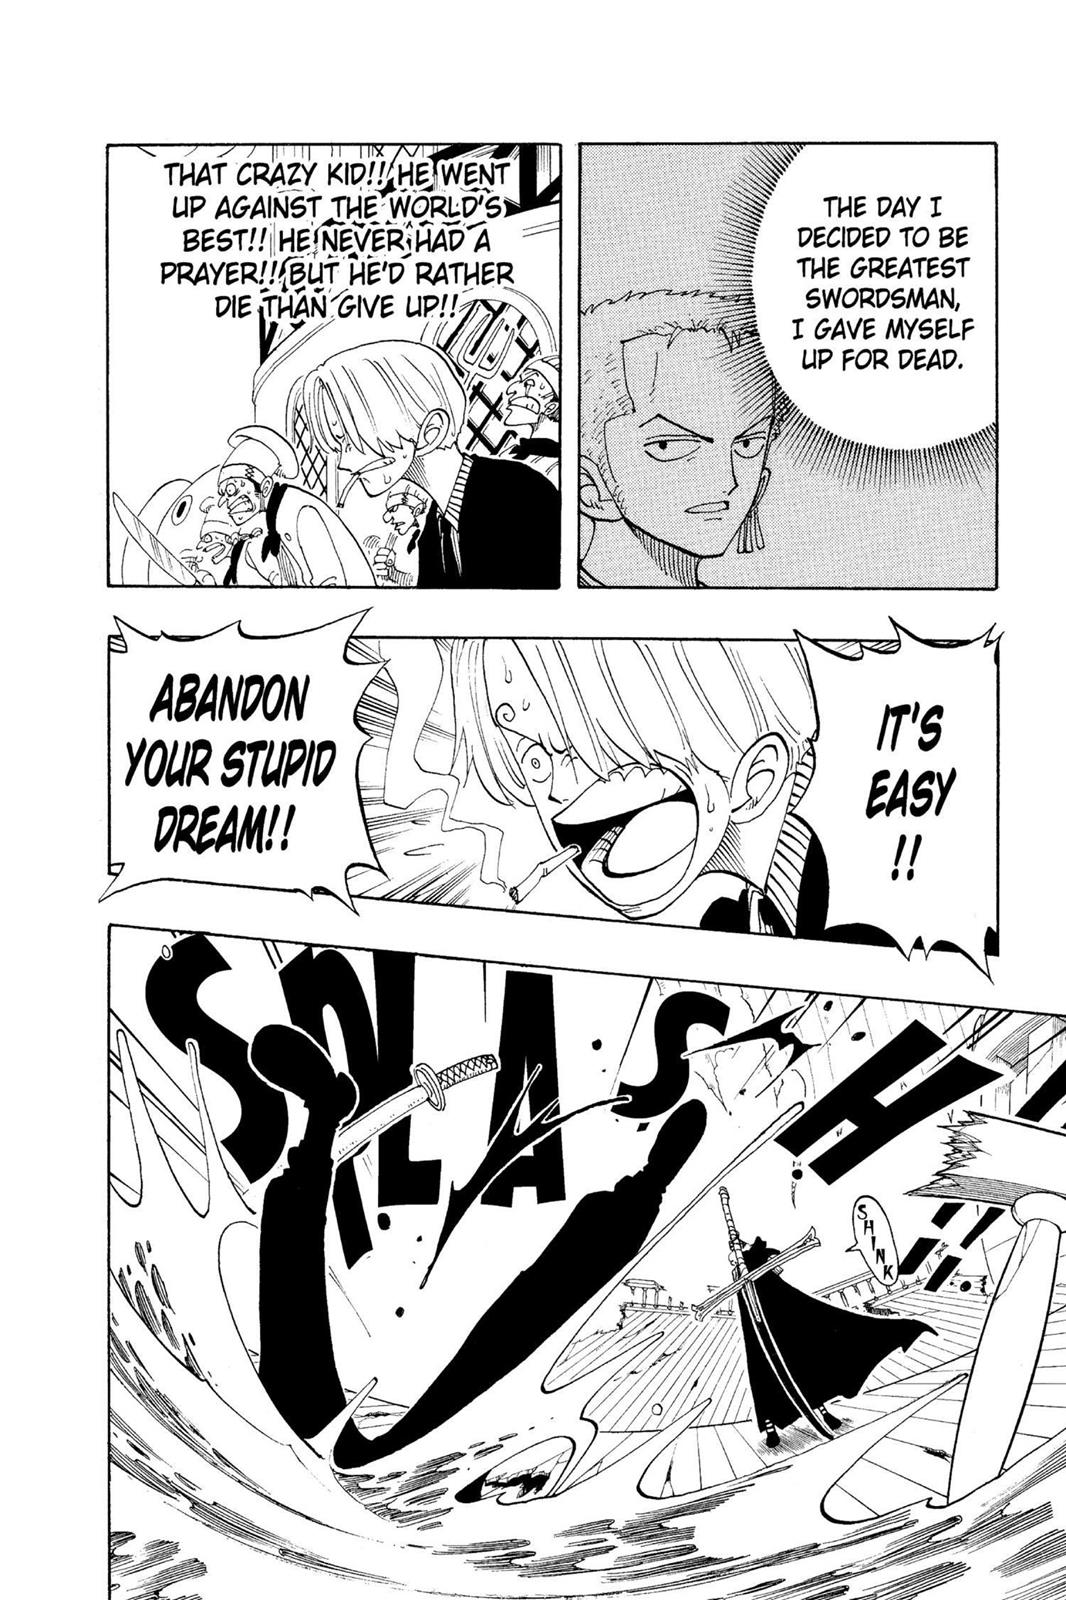 THE DAY I
DECIDED TO BE
THE GREATEST
SWORDSMAN,
I GAVE MYSELF
UP FOR DEAD.
THAT CRAZY KID!! HE WENT
UP AGAINST THE WORLD'S
BEST!! HE NEVER HAD A
PRAYER!! BUT HE'D RATHER
DIE THAN GIVE UP!!
IT'S
EASY
!!
ABANDON
YOUR STUPID
DREAM!!
SPLASH!!
SHINK